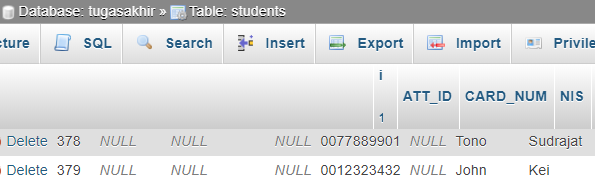 Database: tugasakhir » Table: students
cture SQL Search Insert Export Import Privile
i
1 ATT_ID CARD_NUM NIS
Delete 378 NULL NULL NULL 0077889901 NULL Tono Sudrajat
Delete 379 NULL NULL NULL 0012323432 NULL John Kei